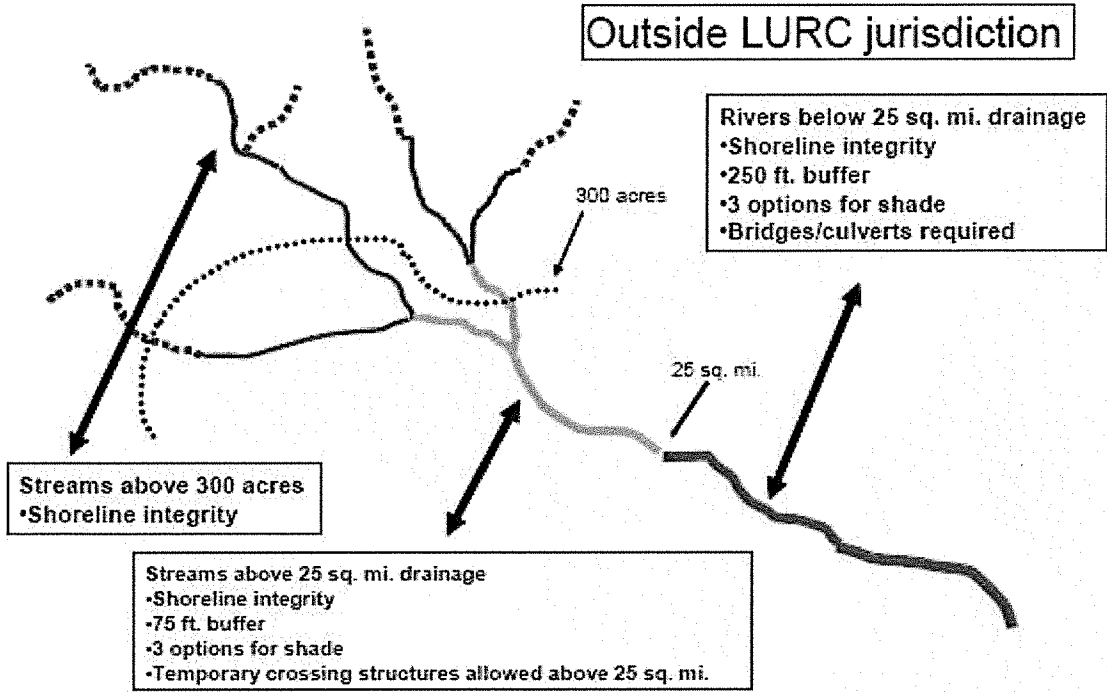 Outside LURC jurisdiction
Rivers below 25 sq. mi. drainage
•Shoreline integrity
•250 ft. buffer
•3 options for shade
•Bridges/culverts required
300 acres
25 sq. mi.
Streams above 300 acres
•Shoreline integrity
Streams above 25 sq. mi. drainage
•Shoreline integrity
•75 ft. buffer
•3 options for shade
•Temporary crossing structures allowed above 25 sq. mi.